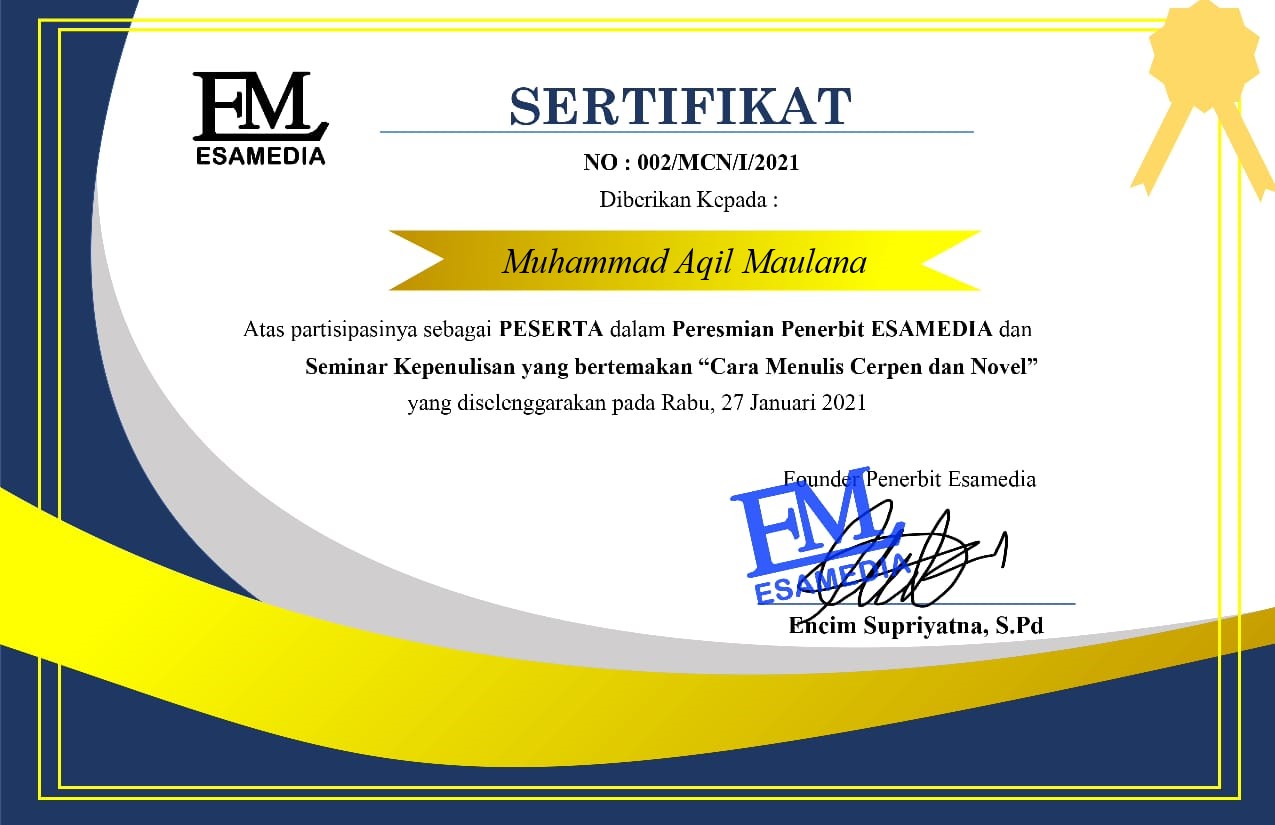 EM
ESAMEDIA
SERTIFIKAT
NO : 002/MCN/I/2021
Diberikan Kepada :
Muhammad Aqil Maulana
Atas partisipasinya sebagai PESERTA dalam Peresmian Penerbit ESAMEDIA dan
Seminar Kepenulisan yang bertemakan “Cara Menulis Cerpen dan Novel”
yang diselenggarakan pada Rabu, 27 Januari 2021
Founder Penerbit Esamedia
EM
ESAMEDIA
Encim Supriyatna, S.Pd